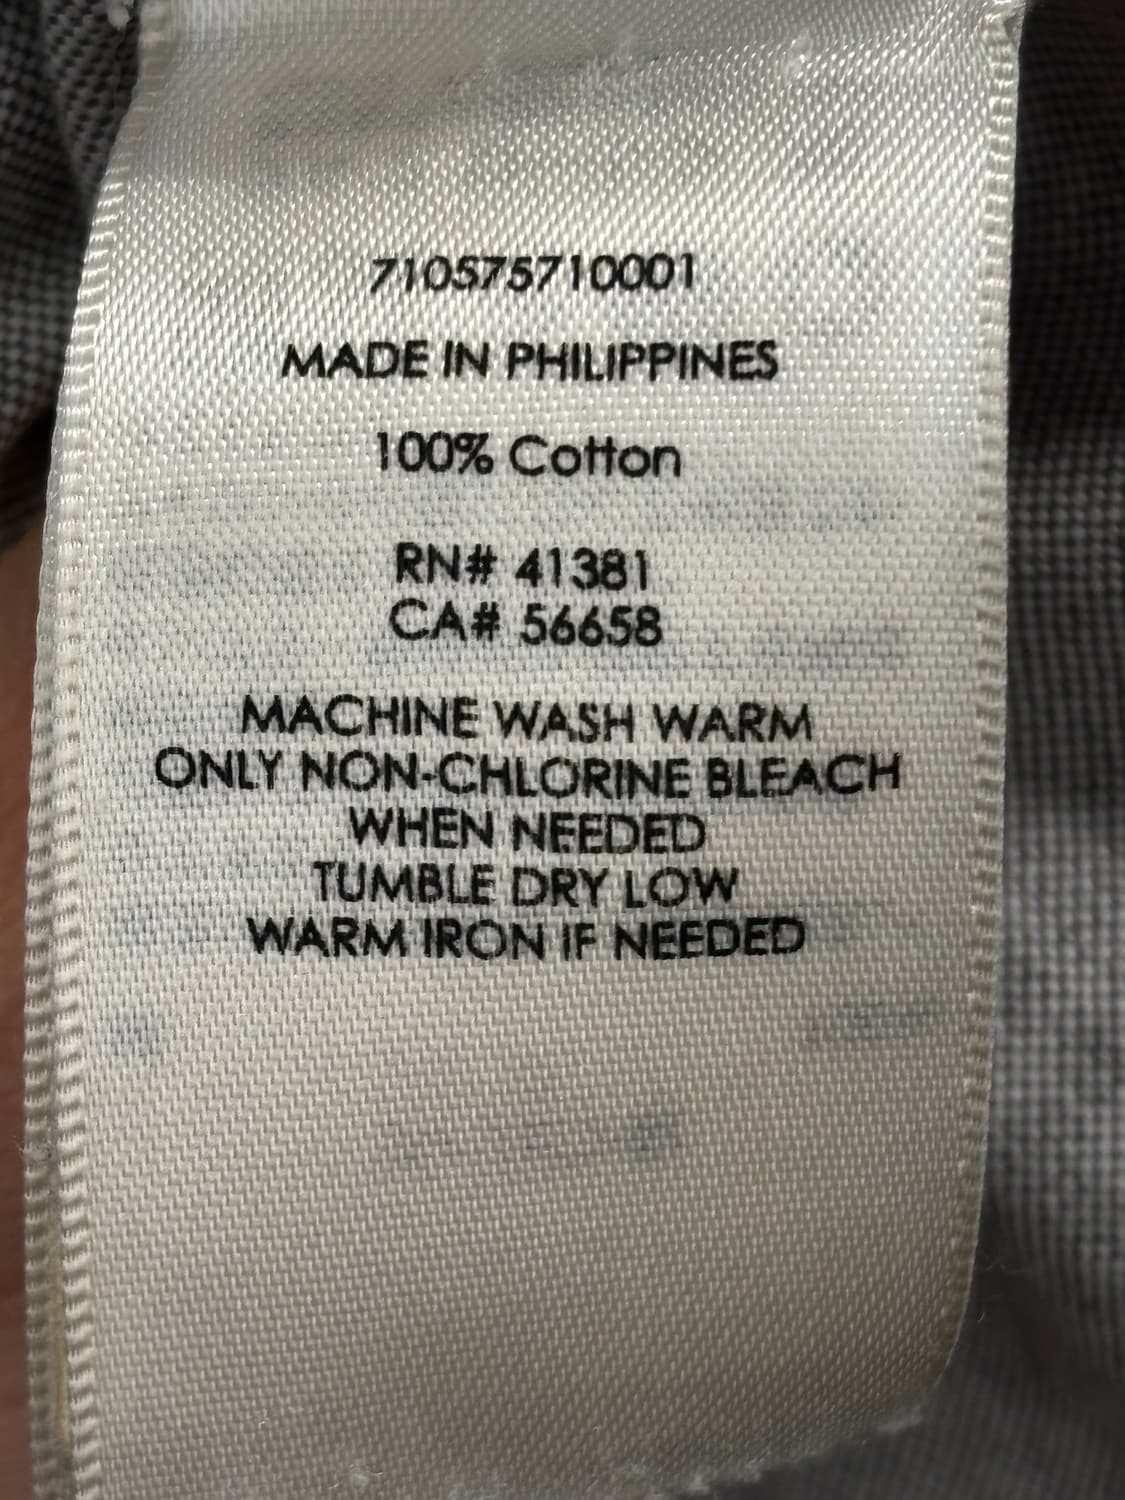 710575710001
MADE IN PHILIPPINES
100% Cotton
RN# 41381
CA# 56658
MACHINE WASH WARM
ONLY NON-CHLORINE BLEACH
WHEN NEEDED
TUMBLE DRY LOW
WARM IRON IF NEEDED